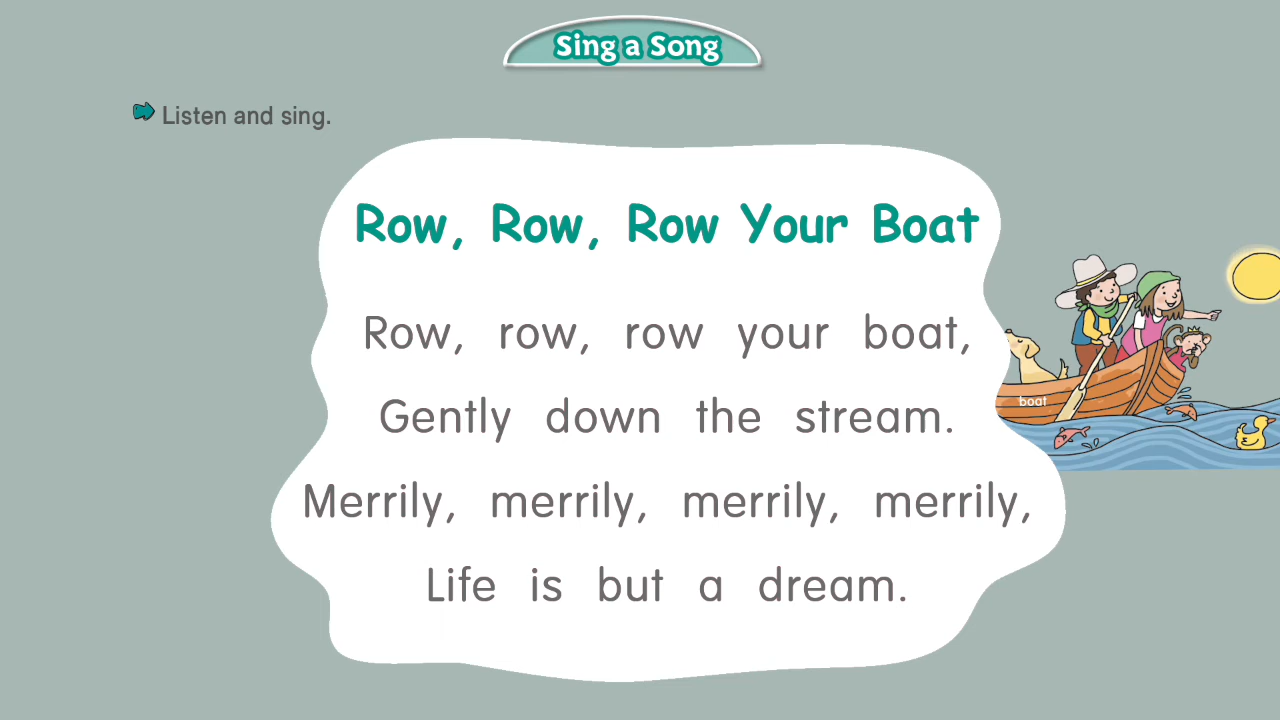 Sing a Song
Listen and sing.
Row, Row, Row Your Boat
Row, row, row your boat,
Gently down the stream.
Merrily, merrily, merrily, merrily,
Life is but a dream.
boat